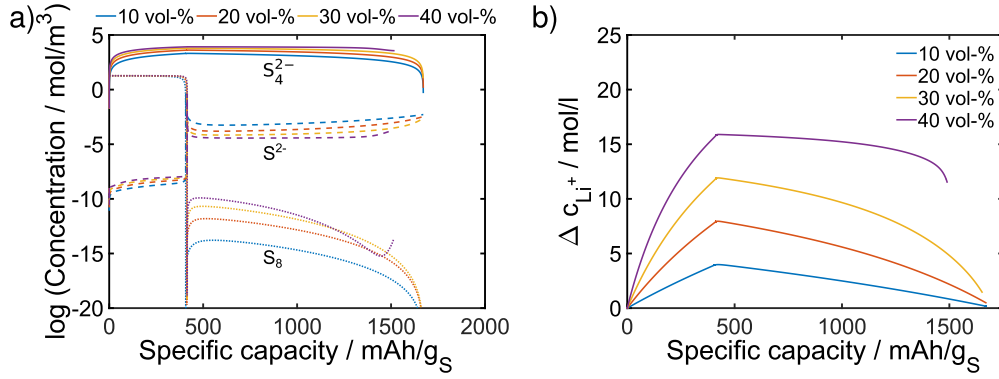 a)
10 vol-% 20 vol-% 30 vol-% 40 vol-%
log (Concentration / mol/m³)
5
0
-5
-10
-15
-20
S₄²⁻
S²⁻
S₈
0 500 1000 1500 2000
Specific capacity / mAh/gS
b)
Δ cLi⁺ / mol/l
25
20
15
10
5
0
10 vol-%
20 vol-%
30 vol-%
40 vol-%
0 500 1000 1500
Specific capacity / mAh/gS